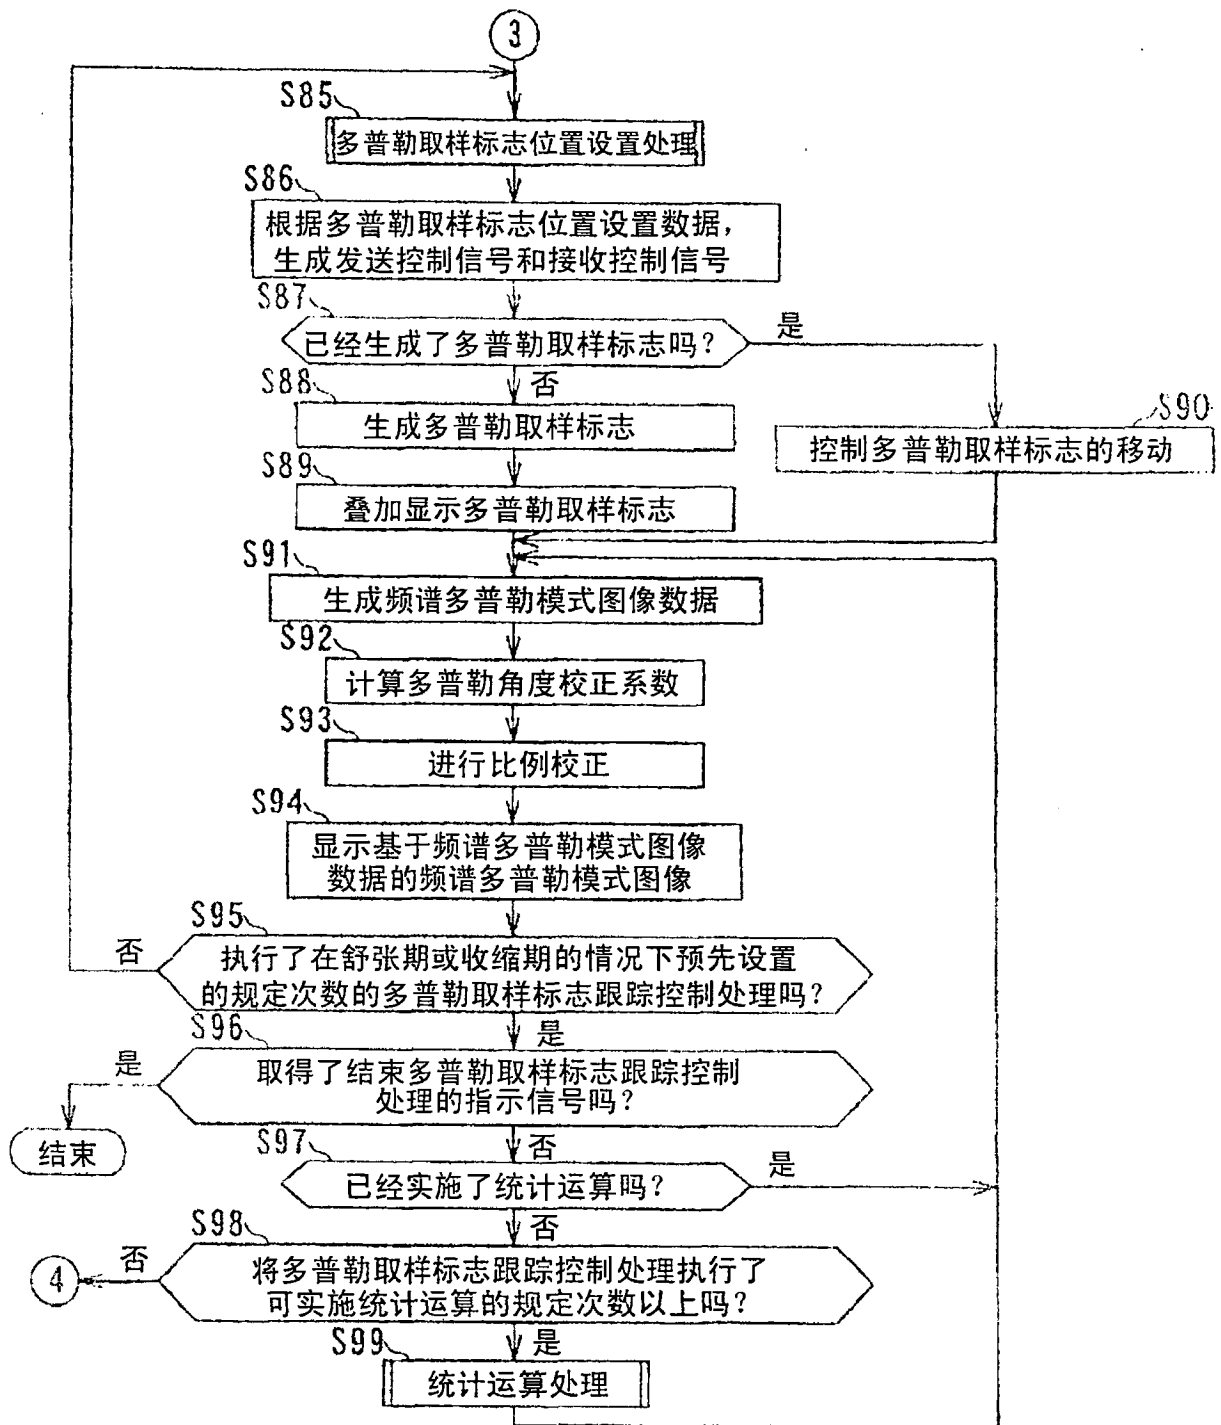 3
S85
多普勒取样标志位置设置处理
S86
根据多普勒取样标志位置设置数据，
生成发送控制信号和接收控制信号
S87
已经生成了多普勒取样标志吗？
是
否
S88
生成多普勒取样标志
S90
控制多普勒取样标志的移动
S89
叠加显示多普勒取样标志
S91
生成频谱多普勒模式图像数据
S92
计算多普勒角度校正系数
S93
进行比例校正
S94
显示基于频谱多普勒模式图像
数据的频谱多普勒模式图像
S95
否
执行了在舒张期或收缩期的情况下预先设置
的规定次数的多普勒取样标志跟踪控制处理吗？
是
S96
是
取得了结束多普勒取样标志跟踪控制
处理的指示信号吗？
结束
否
S97
已经实施了统计运算吗？
是
否
S98
否
4
将多普勒取样标志跟踪控制处理执行了
可实施统计运算的规定次数以上吗？
是
S99
统计运算处理